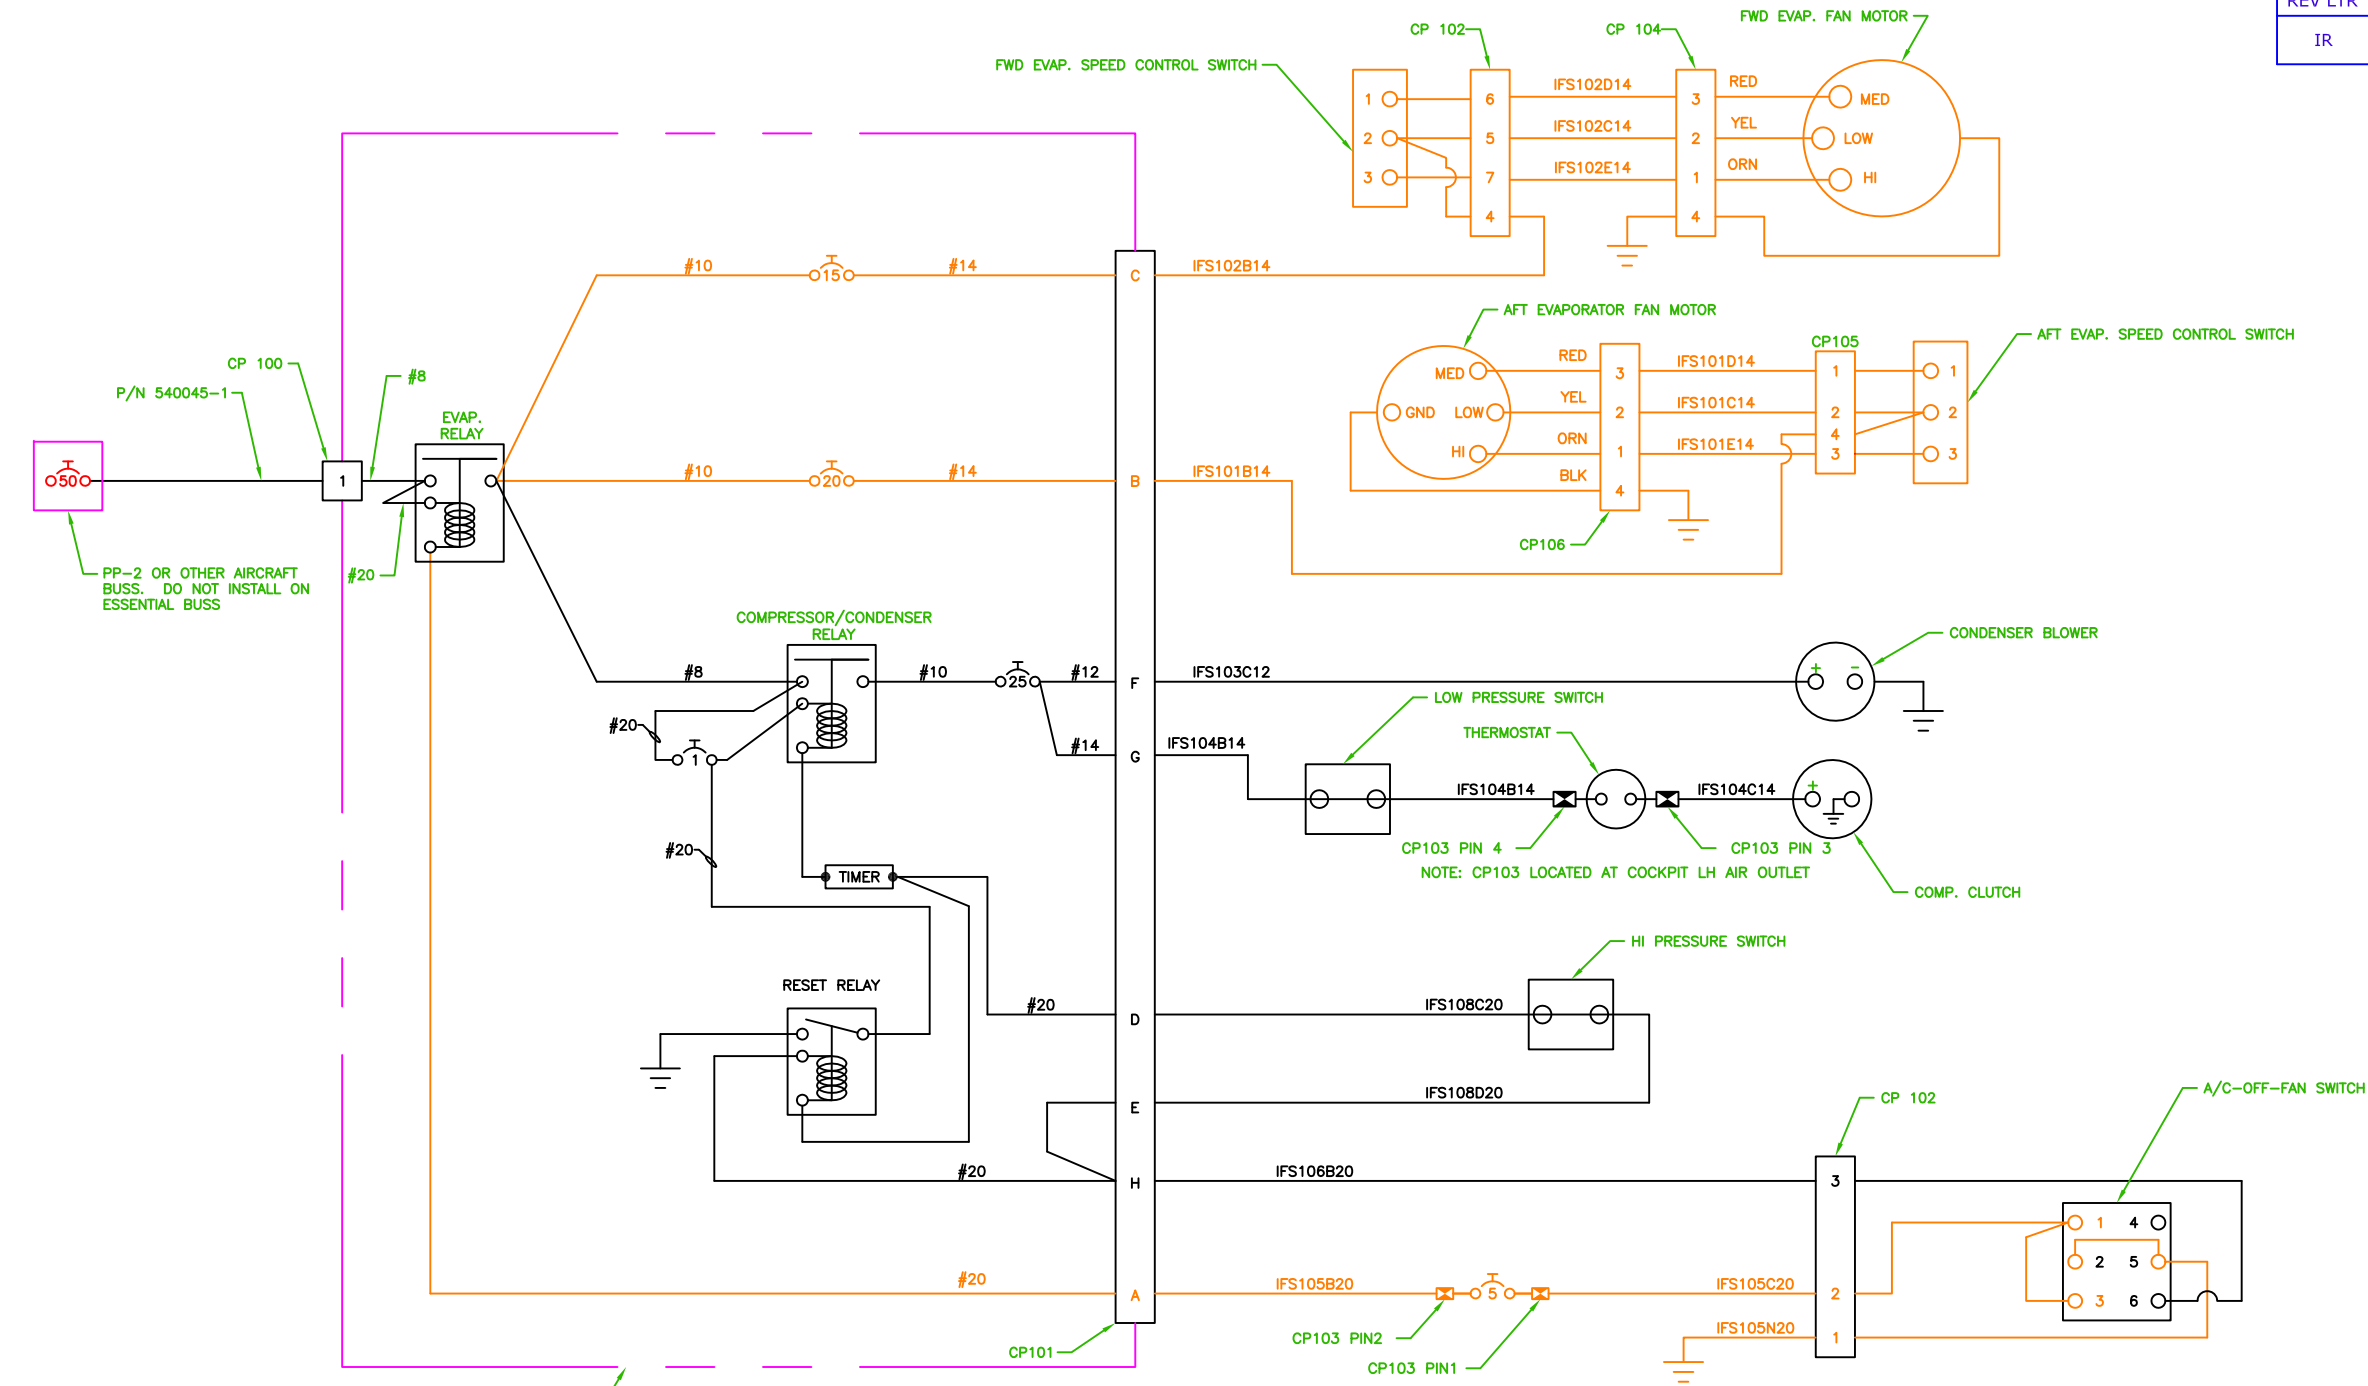 REV LTR
IR
FWD EVAP. FAN MOTOR
CP 102
CP 104
FWD EVAP. SPEED CONTROL SWITCH
1
2
3
6
5
7
4
IFS102D14
IFS102C14
IFS102E14
3
2
1
4
RED
YEL
ORN
MED
LOW
HI
#10
15
#14
C
IFS102B14
AFT EVAPORATOR FAN MOTOR
AFT EVAP. SPEED CONTROL SWITCH
CP105
RED
YEL
ORN
BLK
MED
GND
LOW
HI
3
2
1
4
IFS101D14
IFS101C14
IFS101E14
1
2
4
3
1
2
3
CP106
CP 100
#8
P/N 540045-1
EVAP.
RELAY
50
1
#10
20
#14
B
IFS101B14
PP-2 OR OTHER AIRCRAFT
BUSS. DO NOT INSTALL ON
ESSENTIAL BUSS
#20
COMPRESSOR/CONDENSER
RELAY
CONDENSER BLOWER
#8
#10
25
#12
F
IFS103C12
+
-
#20
1
LOW PRESSURE SWITCH
THERMOSTAT
#14
G
IFS104B14
IFS104B14
IFS104C14
+
CP103 PIN 4
CP103 PIN 3
NOTE: CP103 LOCATED AT COCKPIT LH AIR OUTLET
COMP. CLUTCH
#20
TIMER
HI PRESSURE SWITCH
RESET RELAY
#20
D
IFS108C20
E
IFS108D20
#20
H
IFS106B20
CP 102
A/C-OFF-FAN SWITCH
3
1
4
2
5
3
6
#20
A
IFS105B20
5
IFS105C20
2
IFS105N20
1
CP103 PIN2
CP103 PIN1
CP101